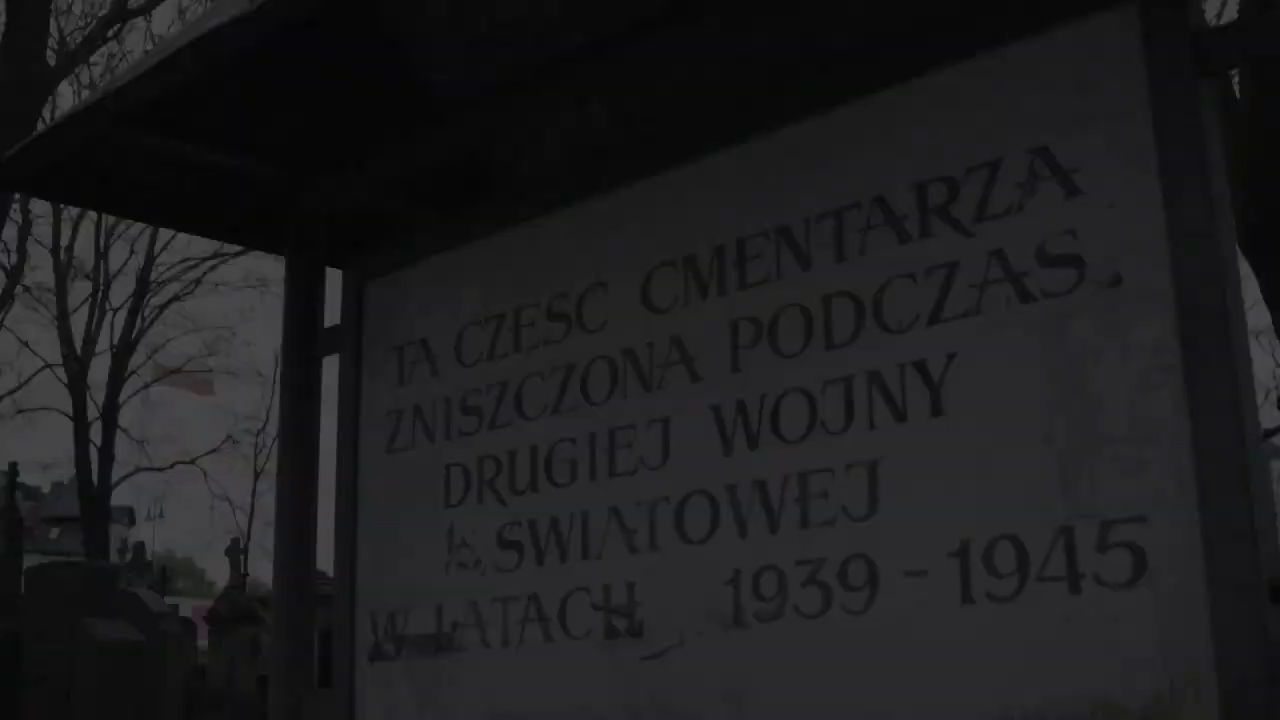 TA CZESC CMENTARZA
ZNISZCZONA PODCZAS
DRUGIEJ WOJNY
SWIATOWEJ
W LATACH 1939-1945